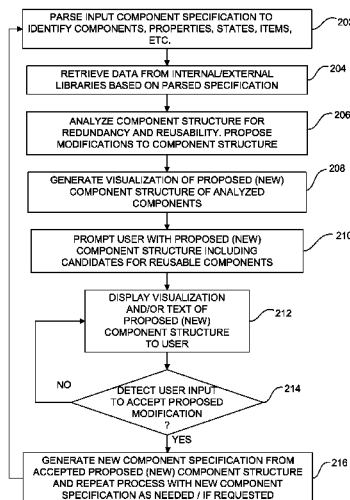 PARSE INPUT COMPONENT SPECIFICATION TO
IDENTIFY COMPONENTS, PROPERTIES, STATES, ITEMS,
ETC.
202
RETRIEVE DATA FROM INTERNAL/EXTERNAL
LIBRARIES BASED ON PARSED SPECIFICATION
204
ANALYZE COMPONENT STRUCTURE FOR
REDUNDANCY AND REUSABILITY. PROPOSE
MODIFICATIONS TO COMPONENT STRUCTURE
206
GENERATE VISUALIZATION OF PROPOSED (NEW)
COMPONENT STRUCTURE OF ANALYZED
COMPONENTS
208
PROMPT USER WITH PROPOSED (NEW)
COMPONENT STRUCTURE INCLUDING
CANDIDATES FOR REUSABLE COMPONENTS
210
DISPLAY VISUALIZATION
AND/OR TEXT OF
PROPOSED (NEW)
COMPONENT STRUCTURE
TO USER
212
NO
DETECT USER INPUT
TO ACCEPT PROPOSED
MODIFICATION
?
214
YES
GENERATE NEW COMPONENT SPECIFICATION FROM
ACCEPTED PROPOSED (NEW) COMPONENT STRUCTURE
AND REPEAT PROCESS WITH NEW COMPONENT
SPECIFICATION AS NEEDED / IF REQUESTED
216